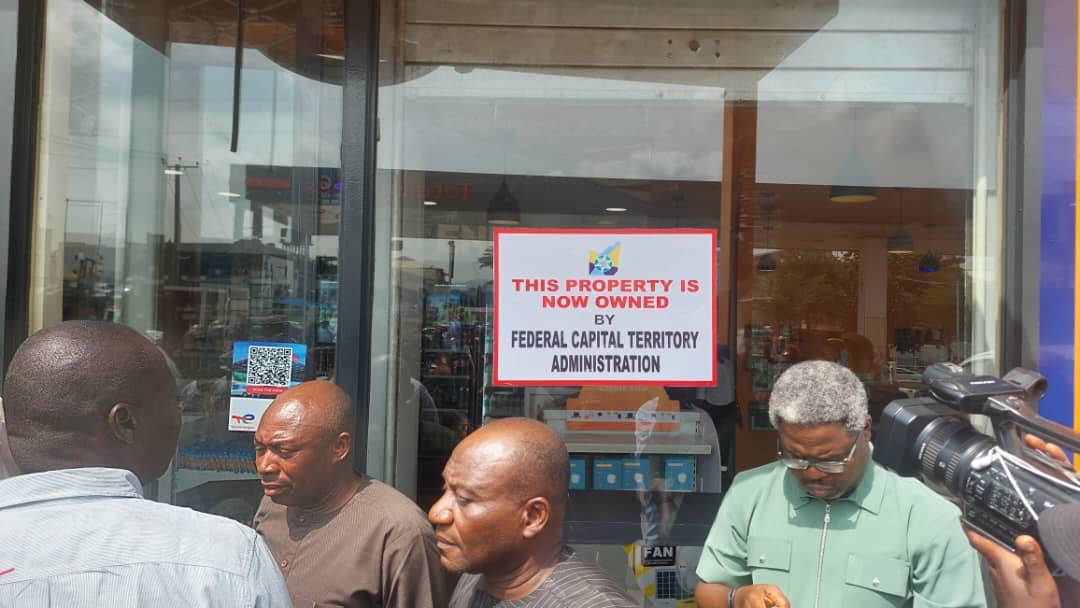 THIS PROPERTY IS
NOW OWNED
BY
FEDERAL CAPITAL TERRITORY
ADMINISTRATION
FAN